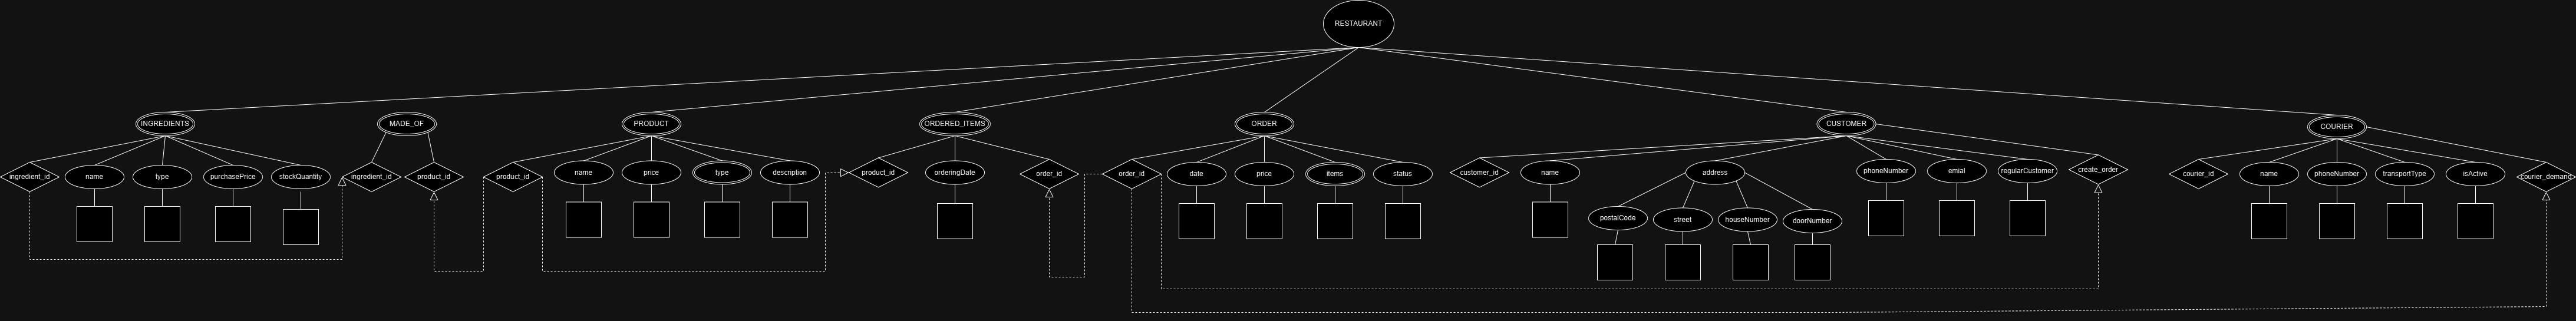 RESTAURANT
INGREDIENTS
MADE_OF
PRODUCT
ORDERED_ITEMS
ORDER
CUSTOMER
COURIER
ingredient_id
name
type
purchasePrice
stockQuantity
ingredient_id
product_id
product_id
name
price
type
description
product_id
orderingDate
order_id
order_id
date
price
items
status
customer_id
name
address
phoneNumber
emial
regularCustomer
create_order
courier_id
name
phoneNumber
transportType
isActive
courier_demand
postalCode
street
houseNumber
doorNumber